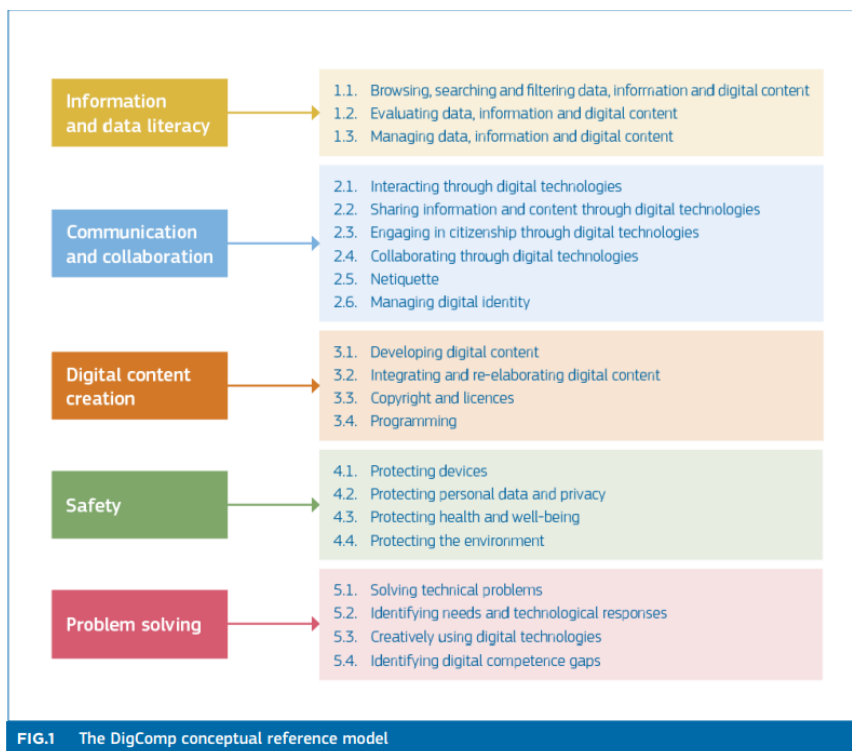 Information
and data literacy
1.1. Browsing, searching and filtering data, information and digital content
1.2. Evaluating data, information and digital content
1.3. Managing data, information and digital content
Communication
and collaboration
2.1. Interacting through digital technologies
2.2. Sharing information and content through digital technologies
2.3. Engaging in citizenship through digital technologies
2.4. Collaborating through digital technologies
2.5. Netiquette
2.6. Managing digital identity
Digital content
creation
3.1. Developing digital content
3.2. Integrating and re-elaborating digital content
3.3. Copyright and licences
3.4. Programming
Safety
4.1. Protecting devices
4.2. Protecting personal data and privacy
4.3. Protecting health and well-being
4.4. Protecting the environment
Problem solving
5.1. Solving technical problems
5.2. Identifying needs and technological responses
5.3. Creatively using digital technologies
5.4. Identifying digital competence gaps
FIG.1 The DigComp conceptual reference model